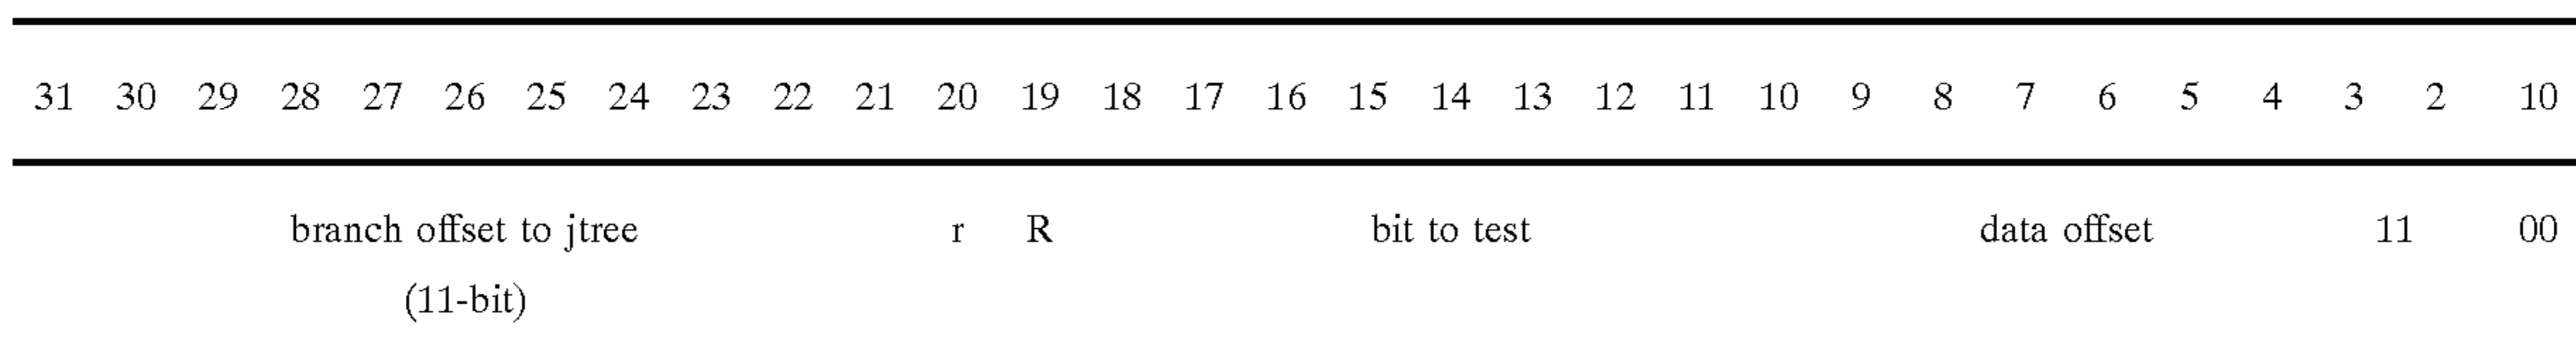 31 30 29 28 27 26 25 24 23 22 21 20 19 18 17 16 15 14 13 12 11 10 9 8 7 6 5 4 3 2 10
branch offset to jtree r R bit to test data offset 11 00
(11-bit)